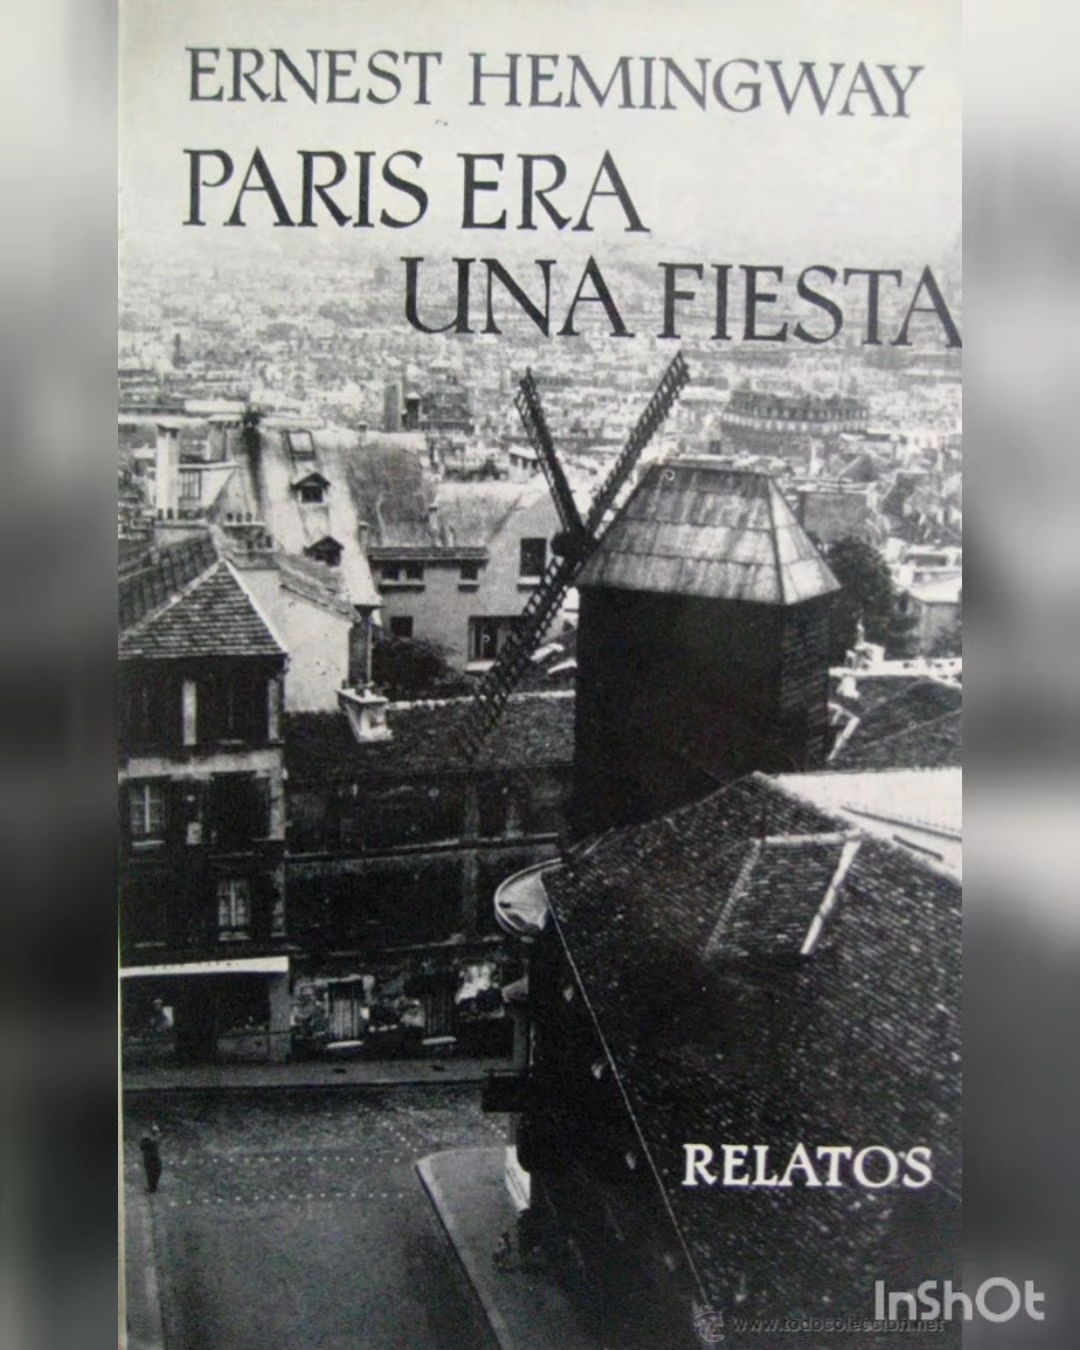 ERNEST HEMINGWAY
PARIS ERA
UNA FIESTA
RELATOS
InShOt
www.todocoleccion.net